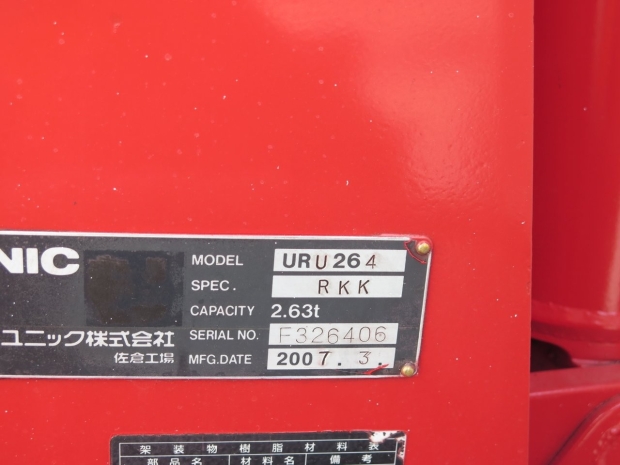 NIC
MODEL URU264
SPEC. RKK
CAPACITY 2.63t
ユニック株式会社 SERIAL NO. F326406
佐倉工場 MFG.DATE 2007.3.
架装物樹脂材料表
部品名 材料名 備考